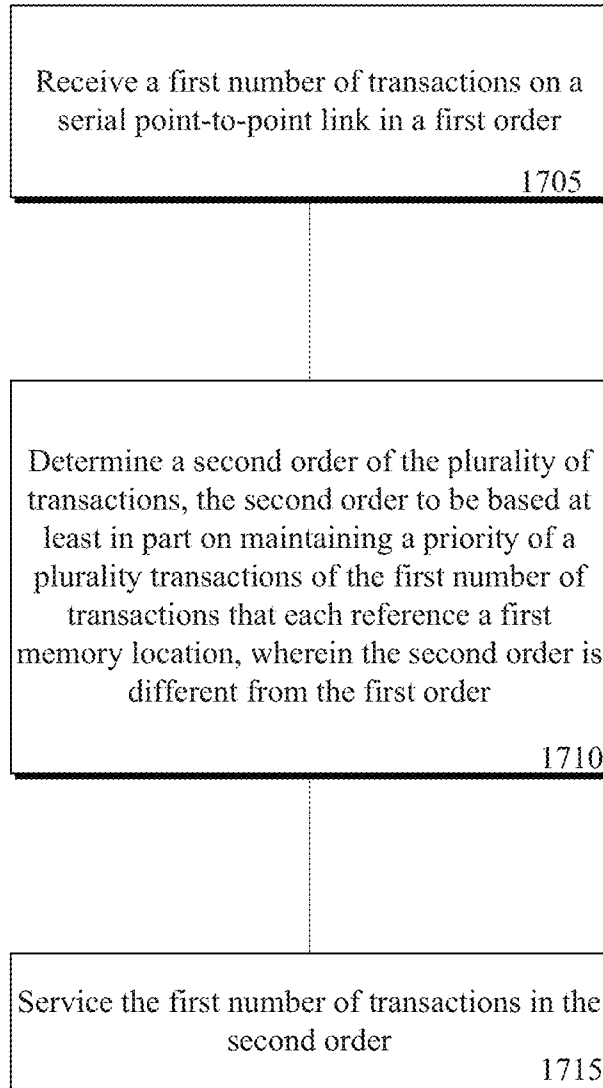 Receive a first number of transactions on a
serial point-to-point link in a first order
1705
Determine a second order of the plurality of
transactions, the second order to be based at
least in part on maintaining a priority of a
plurality transactions of the first number of
transactions that each reference a first
memory location, wherein the second order is
different from the first order
1710
Service the first number of transactions in the
second order
1715